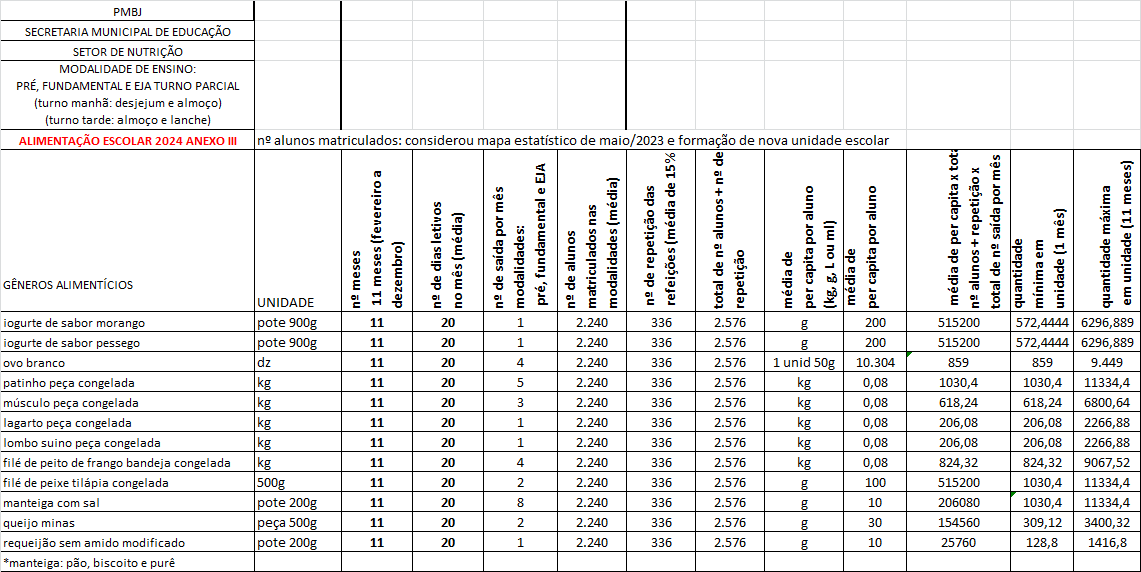 PMBJ
SECRETARIA MUNICIPAL DE EDUCAÇÃO
SETOR DE NUTRIÇÃO
MODALIDADE DE ENSINO:
PRÉ, FUNDAMENTAL E EJA TURNO PARCIAL
(turno manhã: desjejum e almoço)
(turno tarde: almoço e lanche)
ALIMENTAÇÃO ESCOLAR 2024 ANEXO III nº alunos matriculados: considerou mapa estatístico de maio/2023 e formação de nova unidade escolar
GÊNEROS ALIMENTÍCIOS
UNIDADE
nº meses
11 meses (fevereiro a
dezembro)
nº de dias letivos
no mês (média)
nº de saída por mês
modalidades:
pré, fundamental e EJA
nº de alunos
matriculados nas
modalidades (média)
nº de repetição das
refeições (média de 15%
total de nº alunos + nº de
repetição
média de
per capita por aluno
(kg, g, L ou ml)
média de
per capita por aluno
média de per capita x total
nº alunos + repetição x
total de nº saída por mês
quantidade
mínima em
unidade (1 mês)
quantidade máxima
em unidade (11 meses)
iogurte de sabor morango pote 900g 11 20 1 2.240 336 2.576 g 200 515200 572,4444 6296,889
iogurte de sabor pessego pote 900g 11 20 1 2.240 336 2.576 g 200 515200 572,4444 6296,889
ovo branco dz 11 20 4 2.240 336 2.576 1 unid 50g 10.304 859 859 9.449
patinho peça congelada kg 11 20 5 2.240 336 2.576 kg 0,08 1030,4 1030,4 11334,4
músculo peça congelada kg 11 20 3 2.240 336 2.576 kg 0,08 618,24 618,24 6800,64
lagarto peça congelada kg 11 20 1 2.240 336 2.576 kg 0,08 206,08 206,08 2266,88
lombo suino peça congelada kg 11 20 1 2.240 336 2.576 kg 0,08 206,08 206,08 2266,88
filé de peito de frango bandeja congelada kg 11 20 4 2.240 336 2.576 kg 0,08 824,32 824,32 9067,52
filé de peixe tilápia congelada 500g 11 20 2 2.240 336 2.576 g 100 515200 1030,4 11334,4
manteiga com sal pote 200g 11 20 8 2.240 336 2.576 g 10 206080 1030,4 11334,4
queijo minas peça 500g 11 20 2 2.240 336 2.576 g 30 154560 309,12 3400,32
requeijão sem amido modificado pote 200g 11 20 1 2.240 336 2.576 g 10 25760 128,8 1416,8
*manteiga: pão, biscoito e purê